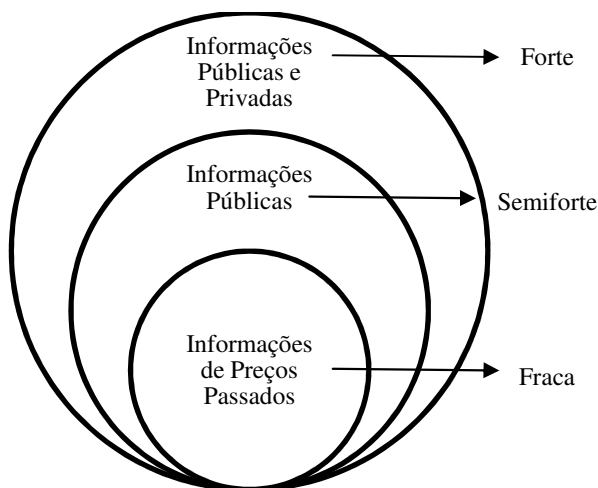 Informações
Públicas e
Privadas
Forte
Informações
Públicas
Semiforte
Informações
de Preços
Passados
Fraca